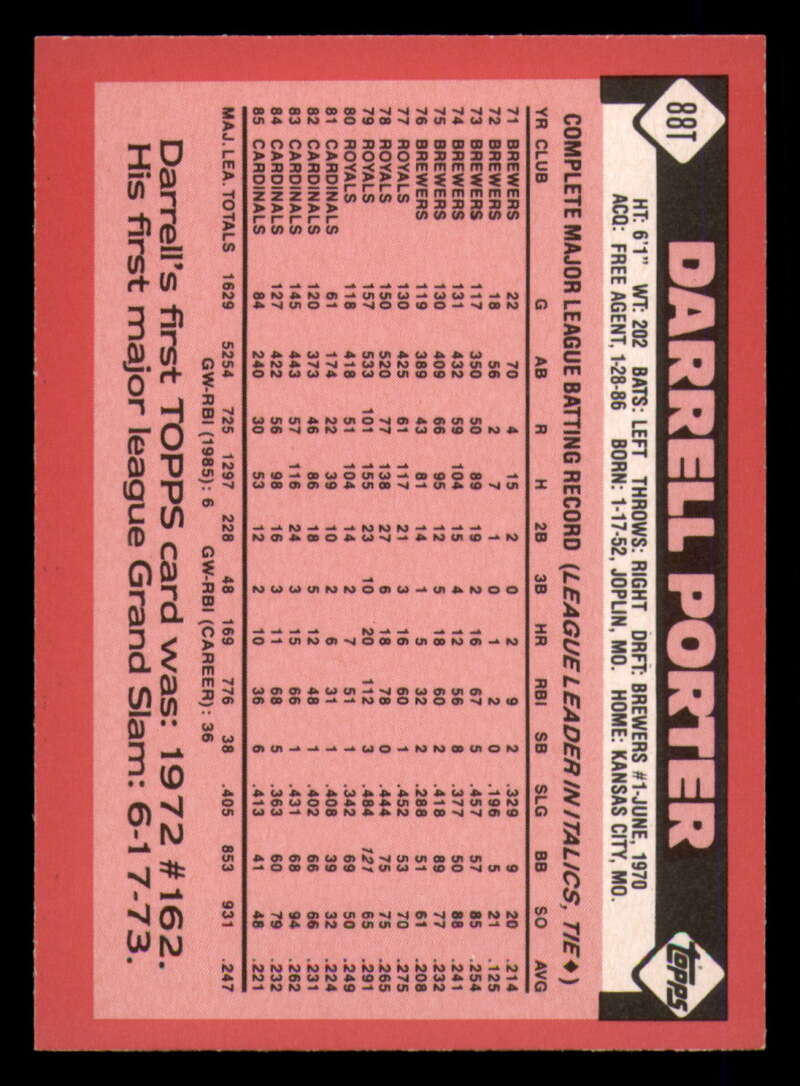 88T
DARRELL PORTER
TOPPS
HT: 6'1" WT: 202 BATS: LEFT THROWS: RIGHT DRFT: BREWERS #1-JUNE, 1970
ACQ: FREE AGENT, 1-28-86 BORN: 1-17-52, JOPLIN, MO. HOME: KANSAS CITY, MO.
COMPLETE MAJOR LEAGUE BATTING RECORD (LEAGUE LEADER IN ITALICS, TIE♦)
YR CLUB G AB R H 2B 3B HR RBI SB SLG BB SO AVG
71 BREWERS 22 70 4 15 2 0 2 9 2 .329 9 20 .214
72 BREWERS 18 56 2 7 1 0 1 2 0 .196 5 21 .125
73 BREWERS 117 350 50 89 19 2 16 67 5 .457 57 85 .254
74 BREWERS 131 432 59 104 15 4 12 56 8 .377 50 88 .241
75 BREWERS 130 409 66 95 12 5 18 60 2 .418 89 77 .232
76 BREWERS 119 389 43 81 14 1 5 32 2 .288 51 61 .208
77 ROYALS 130 425 61 117 21 3 16 60 1 .452 53 70 .275
78 ROYALS 150 520 77 138 27 6 18 78 0 .444 75 75 .265
79 ROYALS 157 533 101 155 23 10 20 112 3 .484 121 65 .291
80 ROYALS 118 418 51 104 14 2 7 51 1 .342 69 50 .249
81 CARDINALS 61 174 22 39 10 2 6 31 1 .408 39 32 .224
82 CARDINALS 120 373 46 86 18 5 12 48 1 .402 66 66 .231
83 CARDINALS 145 443 57 116 24 3 15 66 1 .431 68 94 .262
84 CARDINALS 127 422 56 98 16 3 11 68 5 .363 60 79 .232
85 CARDINALS 84 240 30 53 12 2 10 36 6 .413 41 48 .221
MAJ. LEA. TOTALS 1629 5254 725 1297 228 48 169 776 38 .405 853 931 .247
GW-RBI (1985): 6 GW-RBI (CAREER): 36
Darrell's first TOPPS card was: 1972 #162.
His first major league Grand Slam: 6-17-73.